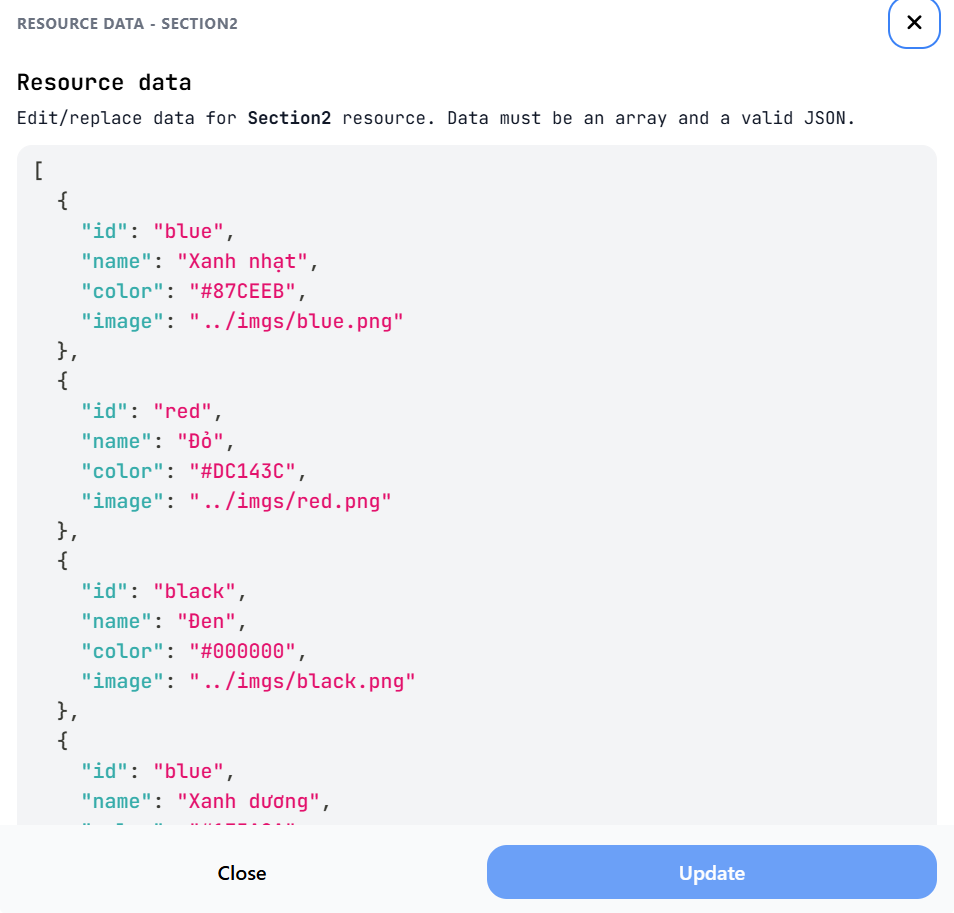 RESOURCE DATA - SECTION2
Resource data
Edit/replace data for Section2 resource. Data must be an array and a valid JSON.
[
  {
    "id": "blue",
    "name": "Xanh nhạt",
    "color": "#87CEEB",
    "image": "../imgs/blue.png"
  },
  {
    "id": "red",
    "name": "Đỏ",
    "color": "#DC143C",
    "image": "../imgs/red.png"
  },
  {
    "id": "black",
    "name": "Đen",
    "color": "#000000",
    "image": "../imgs/black.png"
  },
  {
    "id": "blue",
    "name": "Xanh dương",
Close
Update